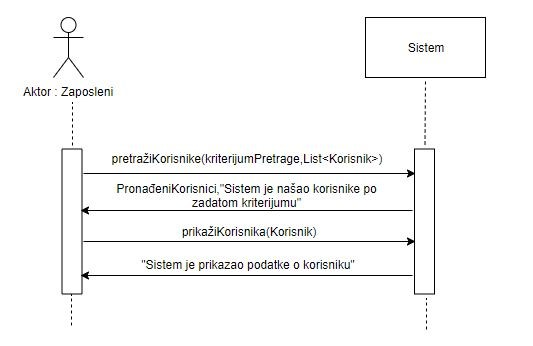 Sistem
Aktor : Zaposleni
pretražiKorisnike(kriterijumPretrage,List<Korisnik>)
PronađeniKorisnici,"Sistem je našao korisnike po
zadatom kriterijumu"
prikažiKorisnika(Korisnik)
"Sistem je prikazao podatke o korisniku"